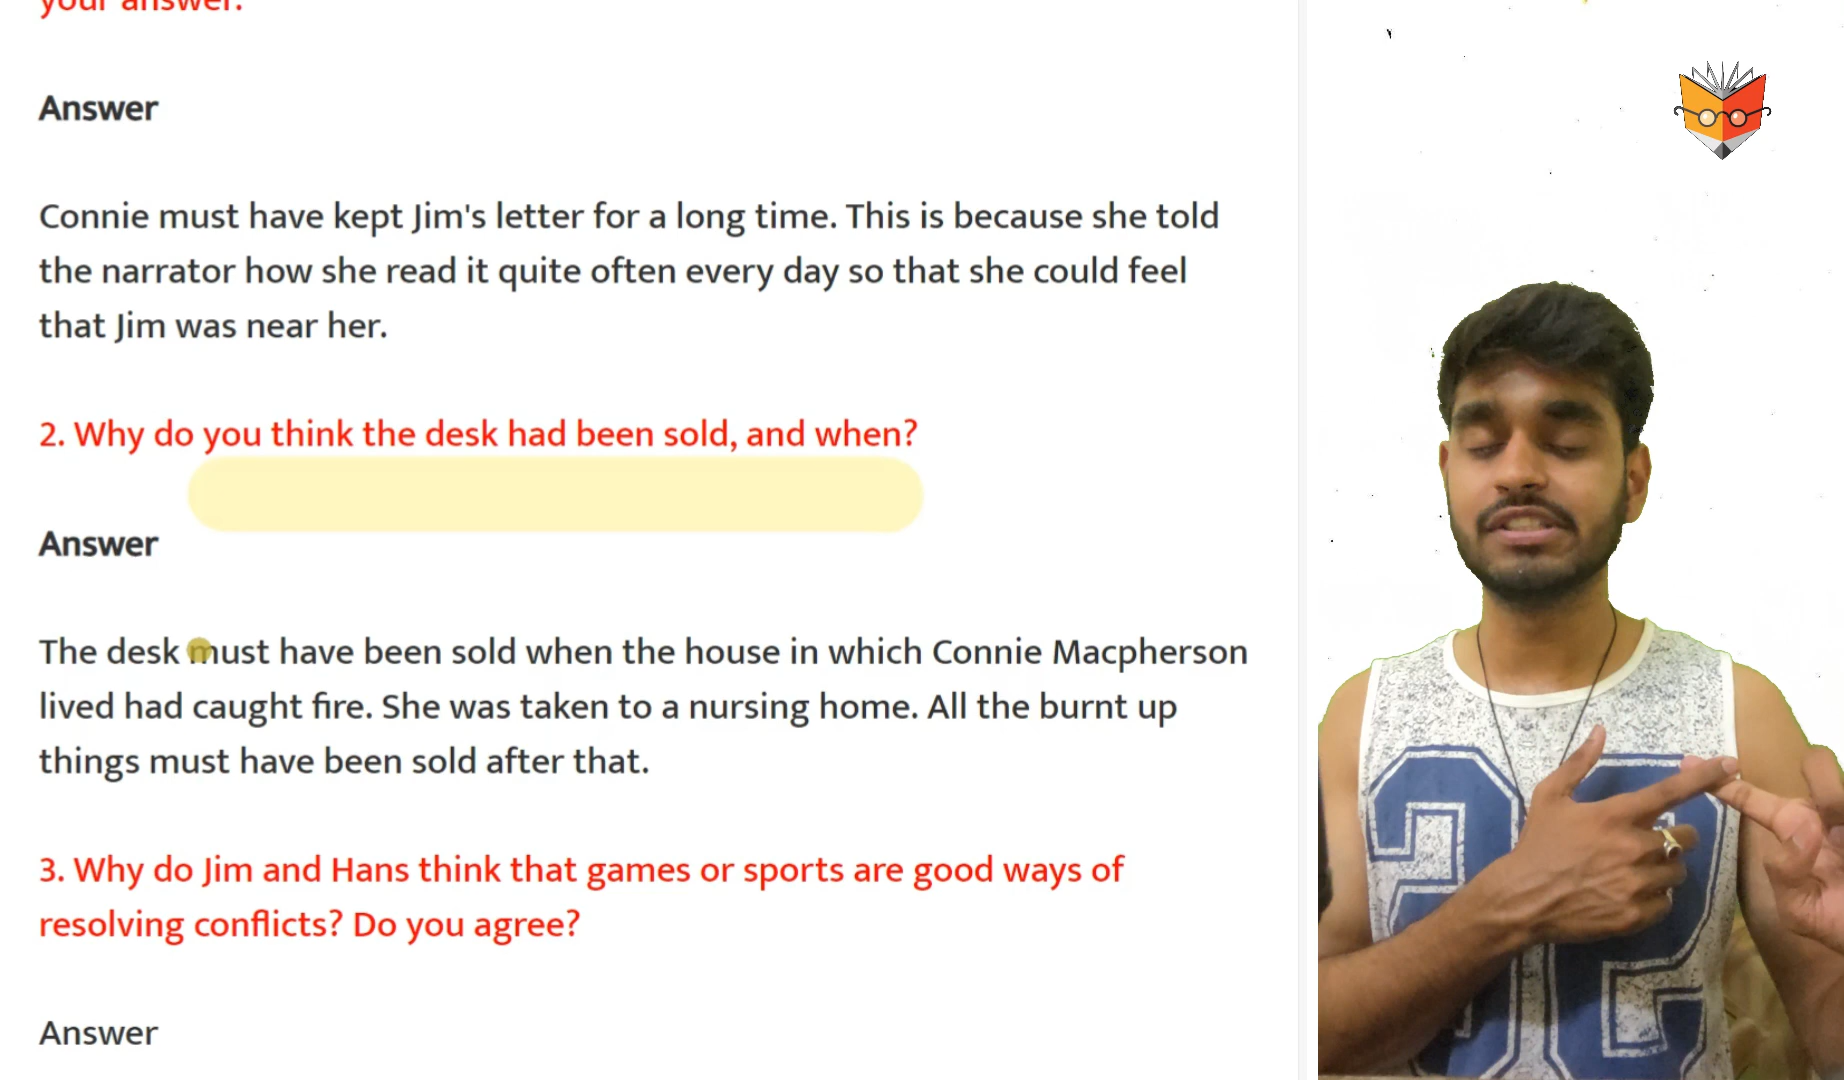 your answer.
Answer
Connie must have kept Jim's letter for a long time. This is because she told
the narrator how she read it quite often every day so that she could feel
that Jim was near her.
2. Why do you think the desk had been sold, and when?
Answer
The desk must have been sold when the house in which Connie Macpherson
lived had caught fire. She was taken to a nursing home. All the burnt up
things must have been sold after that.
3. Why do Jim and Hans think that games or sports are good ways of
resolving conflicts? Do you agree?
Answer